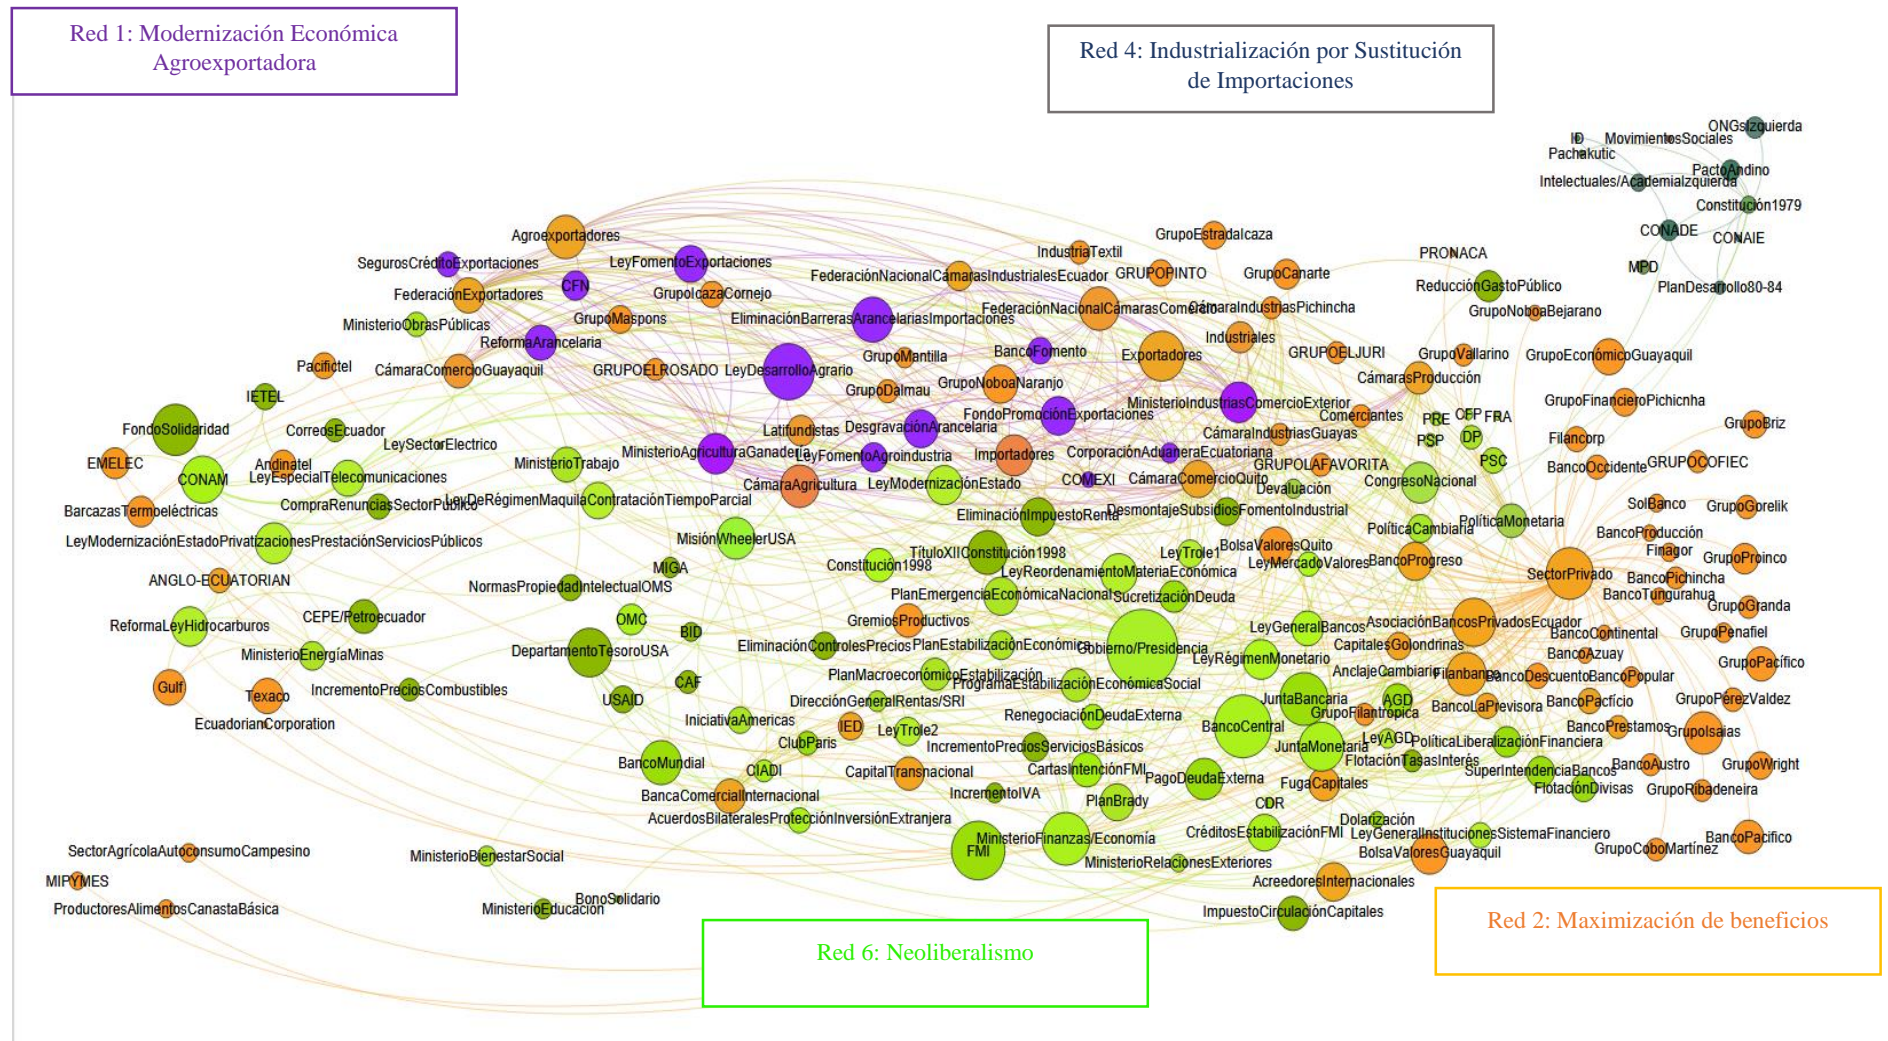 Red 1: Modernización Económica
Agroexportadora
Red 4: Industrialización por Sustitución
de Importaciones
ONGsIzquierda
ID
MovimientosSociales
Pachakutic
PactoAndino
Intelectuales/AcademiaIzquierda
Constitución1979
CONADE
CONAIE
MPD
PlanDesarrollo80-84
Agroexportadores
GrupoEstradaIcaza
IndustriaTextil
PRONACA
SegurosCréditoExportaciones
LeyFomentoExportaciones
FederaciónNacionalCámarasIndustrialesEcuador
GRUPOPINTO
GrupoCanarte
ReducciónGastoPúblico
CFN
GrupoIcazaCornejo
FederaciónExportadores
FederaciónNacionalCámarasComercio
CámaraIndustriasPichincha
GrupoNoboaBejarano
MinisterioObrasPúblicas
GrupoMaspons
EliminaciónBarrerasArancelariasImportaciones
Industriales
ReformaArancelaria
GrupoMantilla
BancoFomento
Exportadores
GRUPOELJURI
GrupoVallarino
GrupoEconómicoGuayaquil
Pacifictel
CámaraComercioGuayaquil
GRUPOELROSADO
LeyDesarrolloAgrario
GrupoDalmau
GrupoNoboaNaranjo
CámarasProducción
IETEL
MinisterioIndustriasComercioExterior
GrupoFinancieroPichicnha
FondoSolidaridad
CorreosEcuador
Latifundistas
DesgravaciónArancelaria
FondoPromociónExportaciones
Comerciantes
PRE
CFP
FRA
GrupoBriz
LeySectorElectrico
CámaraIndustriasGuayas
PSP
DP
Filancorp
EMELEC
Andinatel
MinisterioTrabajo
MinisterioAgriculturaGanadería
LeyFomentoAgroindustria
Importadores
CorporaciónAduaneraEcuatoriana
GRUPOLAFAVORITA
PSC
BancoOccidente
GRUPOCOFIEC
CONAM
LeyEspecialTelecomunicaciones
CámaraAgricultura
LeyModernizaciónEstado
COMEXI
CámaraComercioQuito
Devaluación
CongresoNacional
BarcazasTermoeléctricas
CompraRenunciasSectorPúblico
LeyDeRégimenMaquilaContrataciónTiempoParcial
EliminaciónImpuestoRenta
DesmontajeSubsidiosFomentoIndustrial
PolíticaCambiaria
PolíticaMonetaria
SolBanco
GrupoGorelik
LeyModernizaciónEstadoPrivatizacionesPrestaciónServiciosPúblicos
MisiónWheelerUSA
TítuloXIIConstitución1998
LeyTrole1
BolsaValoresQuito
BancoProducción
Finagor
GrupoProinco
ANGLO-ECUATORIAN
MIGA
Constitución1998
LeyReordenamientoMateriaEconómica
LeyMercadoValores
BancoProgreso
SectorPrivado
BancoPichincha
NormasPropiedadIntelectualOMS
PlanEmergenciaEconómicaNacional
SucretizaciónDeuda
BancoTungurahua
GrupoGranda
ReformaLeyHidrocarburos
CEPE/Petroecuador
OMC
BID
GremiosProductivos
LeyGeneralBancos
AsociaciónBancosPrivadosEcuador
BancoContinental
GrupoPenafiel
MinisterioEnergíaMinas
DepartamentoTesoroUSA
EliminaciónControlesPrecios
PlanEstabilizaciónEconómica
Gobierno/Presidencia
LeyRégimenMonetario
CapitalesGolondrinas
BancoAzuay
GrupoPacífico
Gulf
Texaco
IncrementoPreciosCombustibles
USAID
CAF
PlanMacroeconómicoEstabilización
ProgramaEstabilizaciónEconómicaSocial
AnclajeCambiario
Filanbanco
BancoDescuento
BancoPopular
EcuadorianCorporation
IniciativaAmericas
DirecciónGeneralRentas/SRI
RenegociaciónDeudaExterna
JuntaBancaria
AGD
BancoLaPrevisora
BancoPacfício
GrupoPérezValdez
IED
LeyTrole2
BancoCentral
GrupoFilantropica
BancoPrestamos
GrupoIsaias
ClubParis
IncrementoPreciosServiciosBásicos
JuntaMonetaria
LeyAGD
PolíticaLiberalizaciónFinanciera
BancoMundial
CIADI
CapitalTransnacional
CartasIntenciónFMI
PagoDeudaExterna
FlotaciónTasasInterés
SuperIntendenciaBancos
BancoAustro
GrupoWright
BancaComercialInternacional
IncrementoIVA
PlanBrady
FugaCapitales
FlotaciónDivisas
GrupoRibadeneira
AcuerdosBilateralesProtecciónInversiónExtranjera
CDR
Dolarización
MinisterioFinanzas/Economía
CréditosEstabilizaciónFMI
LeyGeneralInstitucionesSistemaFinanciero
BancoPacifico
SectorAgrícolaAutoconsumoCampesino
MinisterioBienestarSocial
FMI
MinisterioRelacionesExteriores
BolsaValoresGuayaquil
GrupoCoboMartínez
MIPYMES
AcreedoresInternacionales
ProductoresAlimentosCanastaBásica
MinisterioEducación
BonoSolidario
ImpuestoCirculaciónCapitales
Red 2: Maximización de beneficios
Red 6: Neoliberalismo